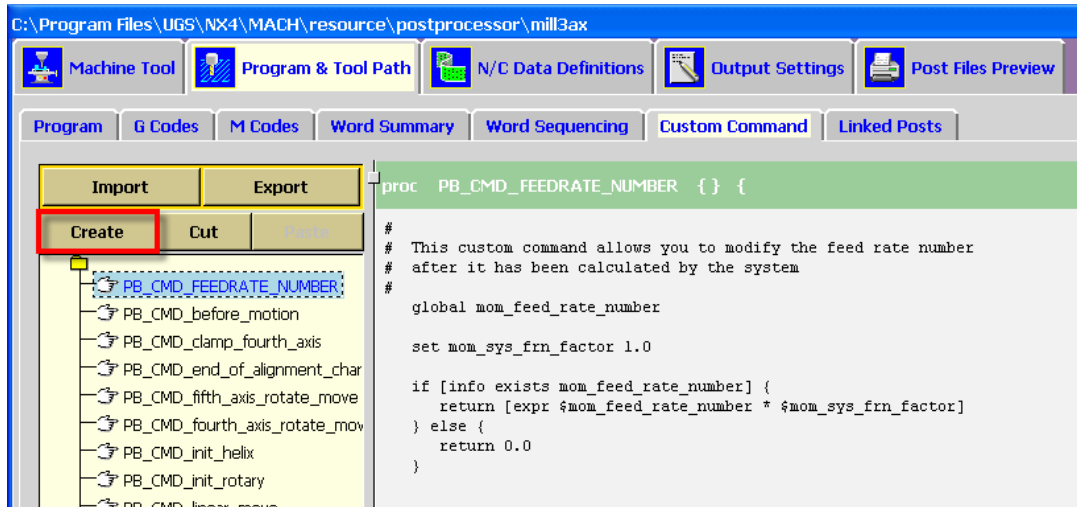 C:\Program Files\UGS\NX4\MACH\resource\postprocessor\mill3ax
Machine Tool Program & Tool Path N/C Data Definitions Output Settings Post Files Preview
Program G Codes M Codes Word Summary Word Sequencing Custom Command Linked Posts
Import Export
Create Cut Paste
PB_CMD_FEEDRATE_NUMBER
PB_CMD_before_motion
PB_CMD_clamp_fourth_axis
PB_CMD_end_of_alignment_char
PB_CMD_fifth_axis_rotate_move
PB_CMD_fourth_axis_rotate_mov
PB_CMD_init_helix
PB_CMD_init_rotary
PB_CMD_linear_move
proc PB_CMD_FEEDRATE_NUMBER {} {
#
# This custom command allows you to modify the feed rate number
# after it has been calculated by the system
#
global mom_feed_rate_number
set mom_sys_frn_factor 1.0
if [info exists mom_feed_rate_number] {
return [expr $mom_feed_rate_number * $mom_sys_frn_factor]
} else {
return 0.0
}